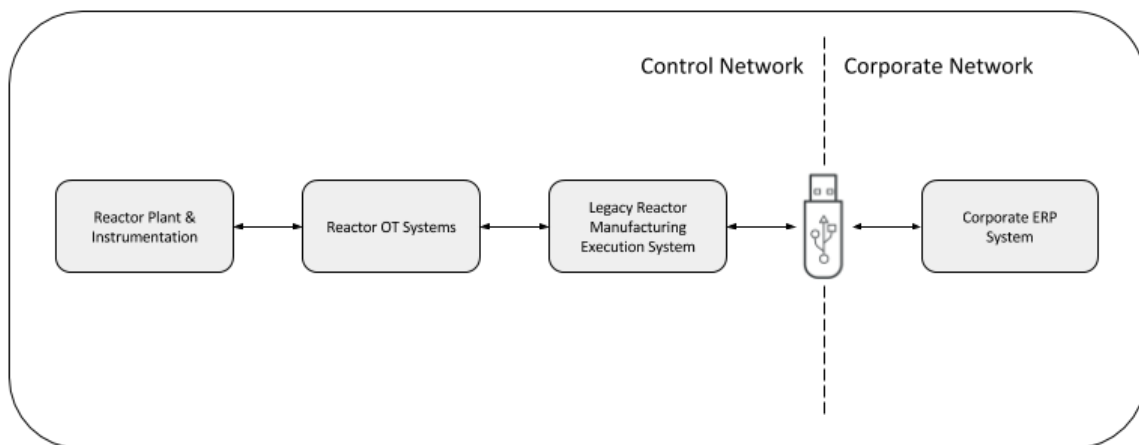 Control Network
Corporate Network
Reactor Plant &
Instrumentation
Reactor OT Systems
Legacy Reactor
Manufacturing
Execution System
Corporate ERP
System